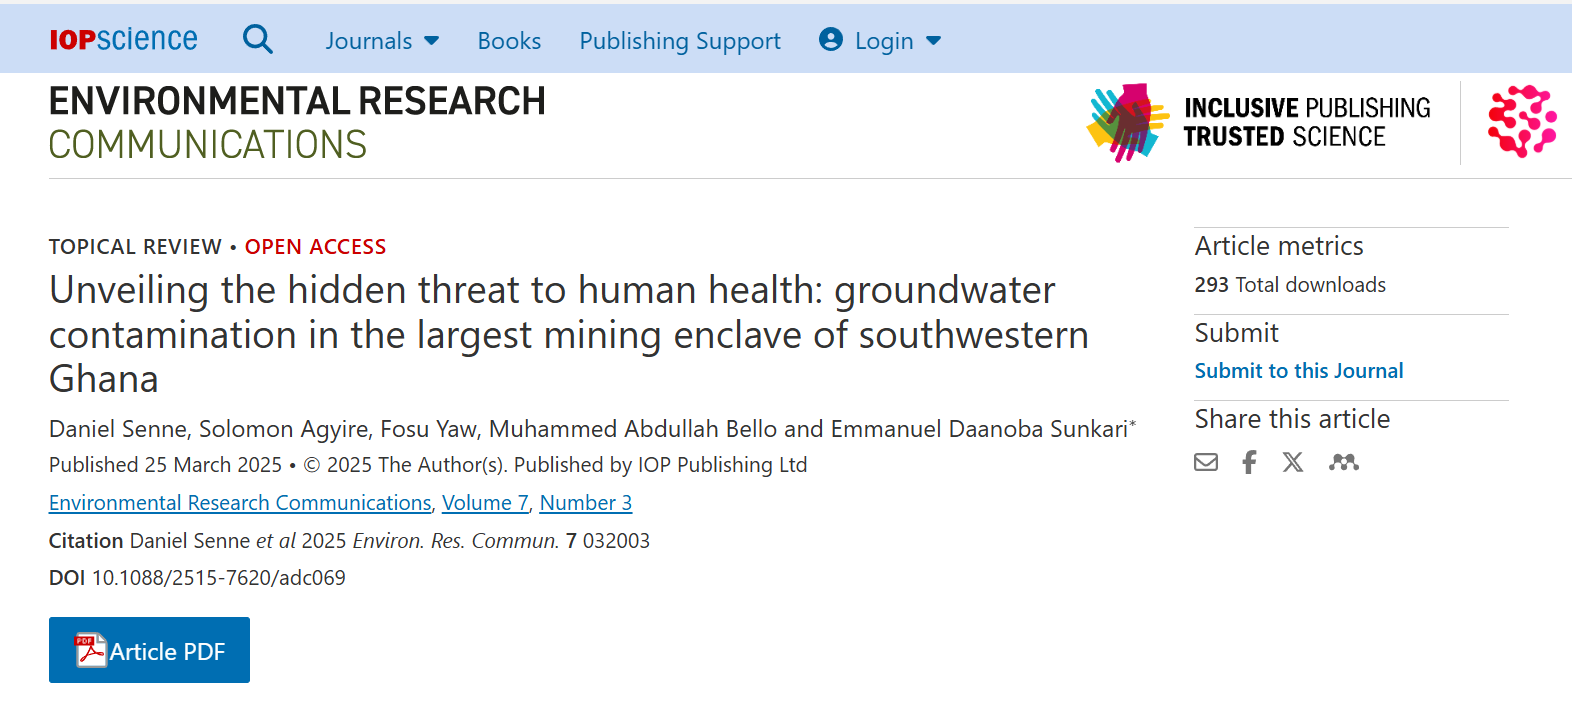 IOPscience Journals Books Publishing Support Login
ENVIRONMENTAL RESEARCH
COMMUNICATIONS
INCLUSIVE PUBLISHING
TRUSTED SCIENCE
TOPICAL REVIEW • OPEN ACCESS
Unveiling the hidden threat to human health: groundwater
contamination in the largest mining enclave of southwestern
Ghana
Daniel Senne, Solomon Agyire, Fosu Yaw, Muhammed Abdullah Bello and Emmanuel Daanoba Sunkari*
Published 25 March 2025 • © 2025 The Author(s). Published by IOP Publishing Ltd
Environmental Research Communications, Volume 7, Number 3
Citation Daniel Senne et al 2025 Environ. Res. Commun. 7 032003
DOI 10.1088/2515-7620/adc069
PDF Article PDF
Article metrics
293 Total downloads
Submit
Submit to this Journal
Share this article